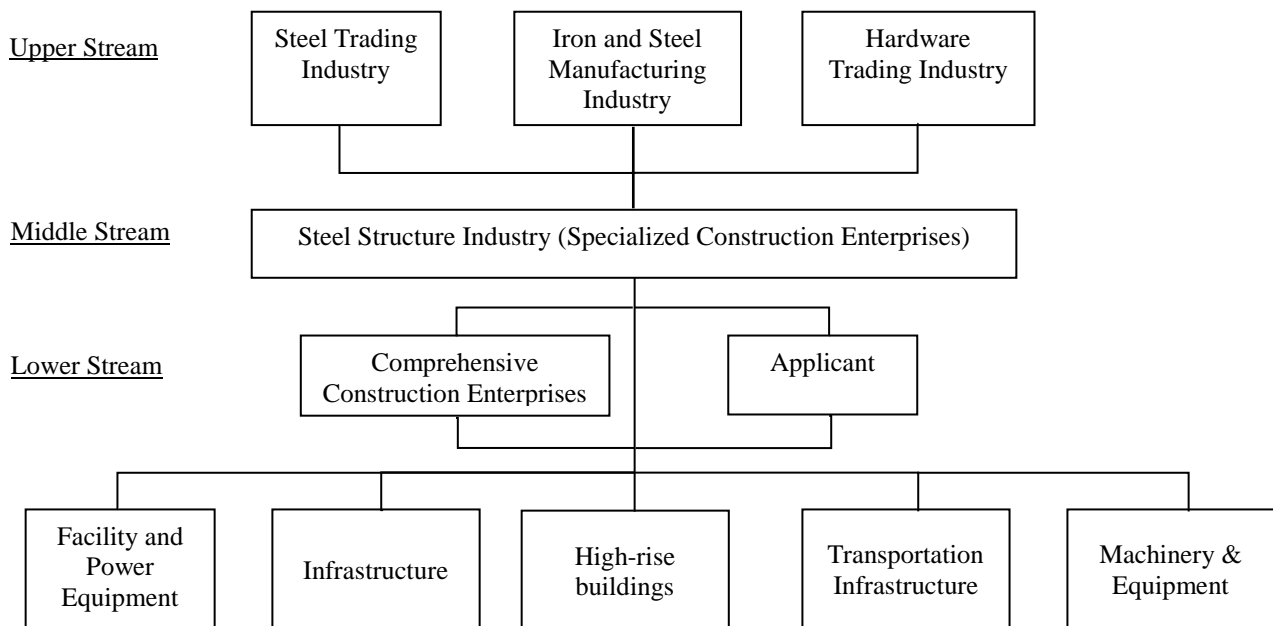 Upper Stream
Steel Trading
Industry
Iron and Steel
Manufacturing
Industry
Hardware
Trading Industry
Middle Stream
Steel Structure Industry (Specialized Construction Enterprises)
Lower Stream
Comprehensive
Construction Enterprises
Applicant
Facility and
Power
Equipment
Infrastructure
High-rise
buildings
Transportation
Infrastructure
Machinery &
Equipment